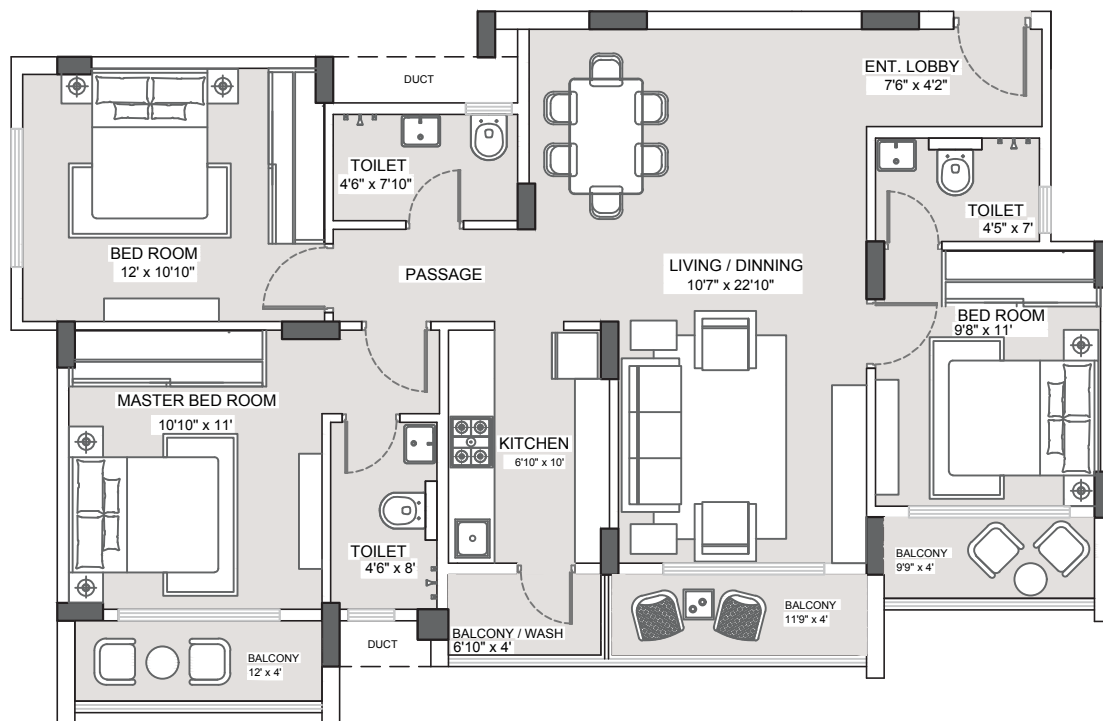 DUCT
ENT. LOBBY
7'6" x 4'2"
TOILET
4'6" x 7'10"
TOILET
4'5" x 7'
BED ROOM
12' x 10'10"
PASSAGE
LIVING / DINNING
10'7" x 22'10"
BED ROOM
9'8" x 11'
MASTER BED ROOM
10'10" x 11'
KITCHEN
6'10" x 10'
TOILET
4'6" x 8'
BALCONY
9'9" x 4'
BALCONY
11'9" x 4'
BALCONY / WASH
6'10" x 4'
DUCT
BALCONY
12' x 4'